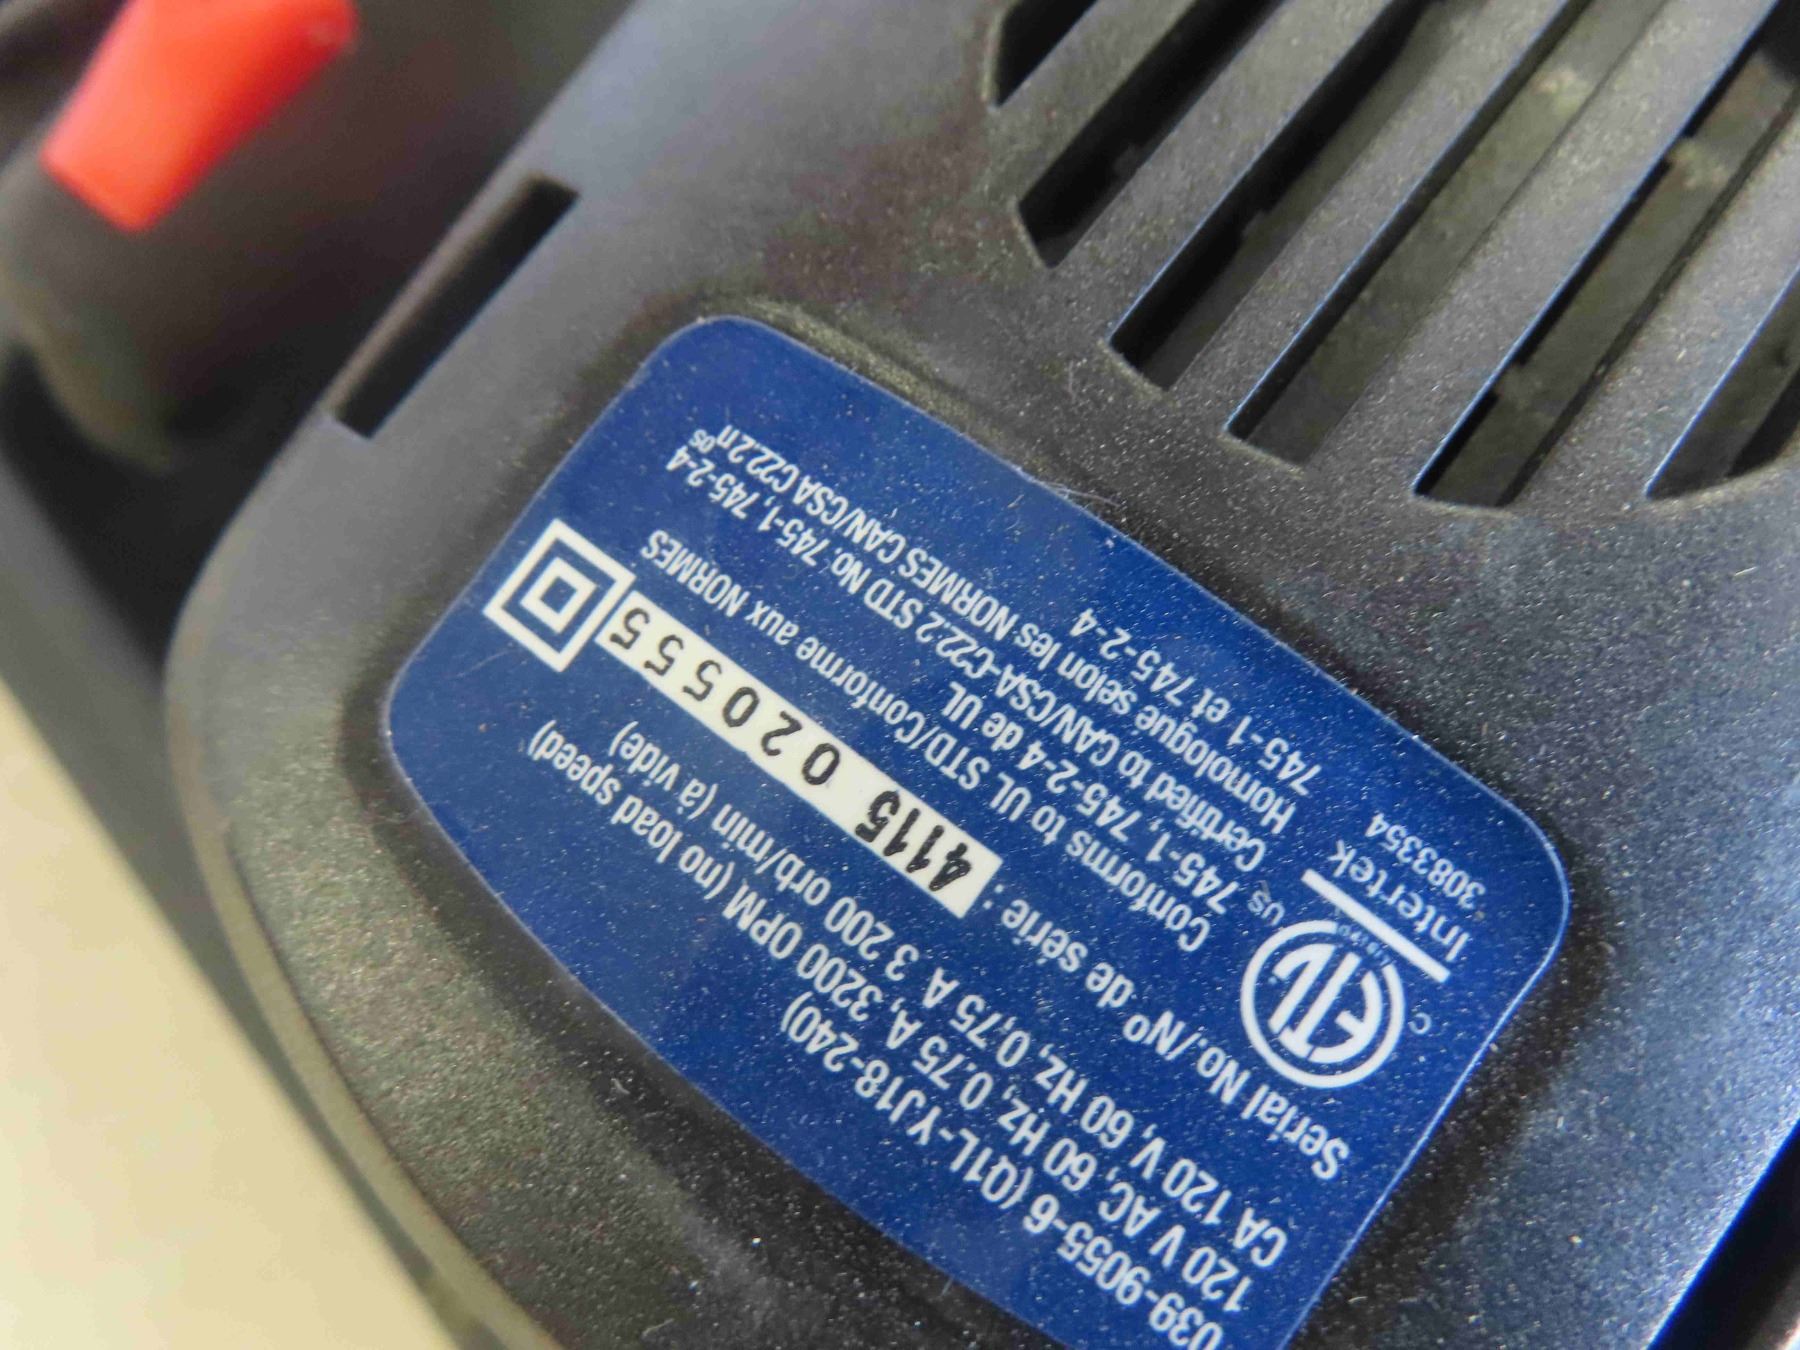 039-9055-6 (Q1L-YJ18-240)
120 V AC, 60 Hz, 0.75 A, 3200 OPM (no load speed)
CA 120 V, 60 Hz, 0,75 A 3 200 orb/min (à vide)
Serial No./Nº de série : 4115 020555
ETL
C US
Intertek
3083354
Conforms to UL STD/Conforme aux NORMES
745-1, 745-2-4 de UL
Certified to CAN/CSA-C22.2 STD No. 745-1, 745-2-4
Homologué selon les NORMES CAN/CSA C22.2 nos
745-1 et 745-2-4